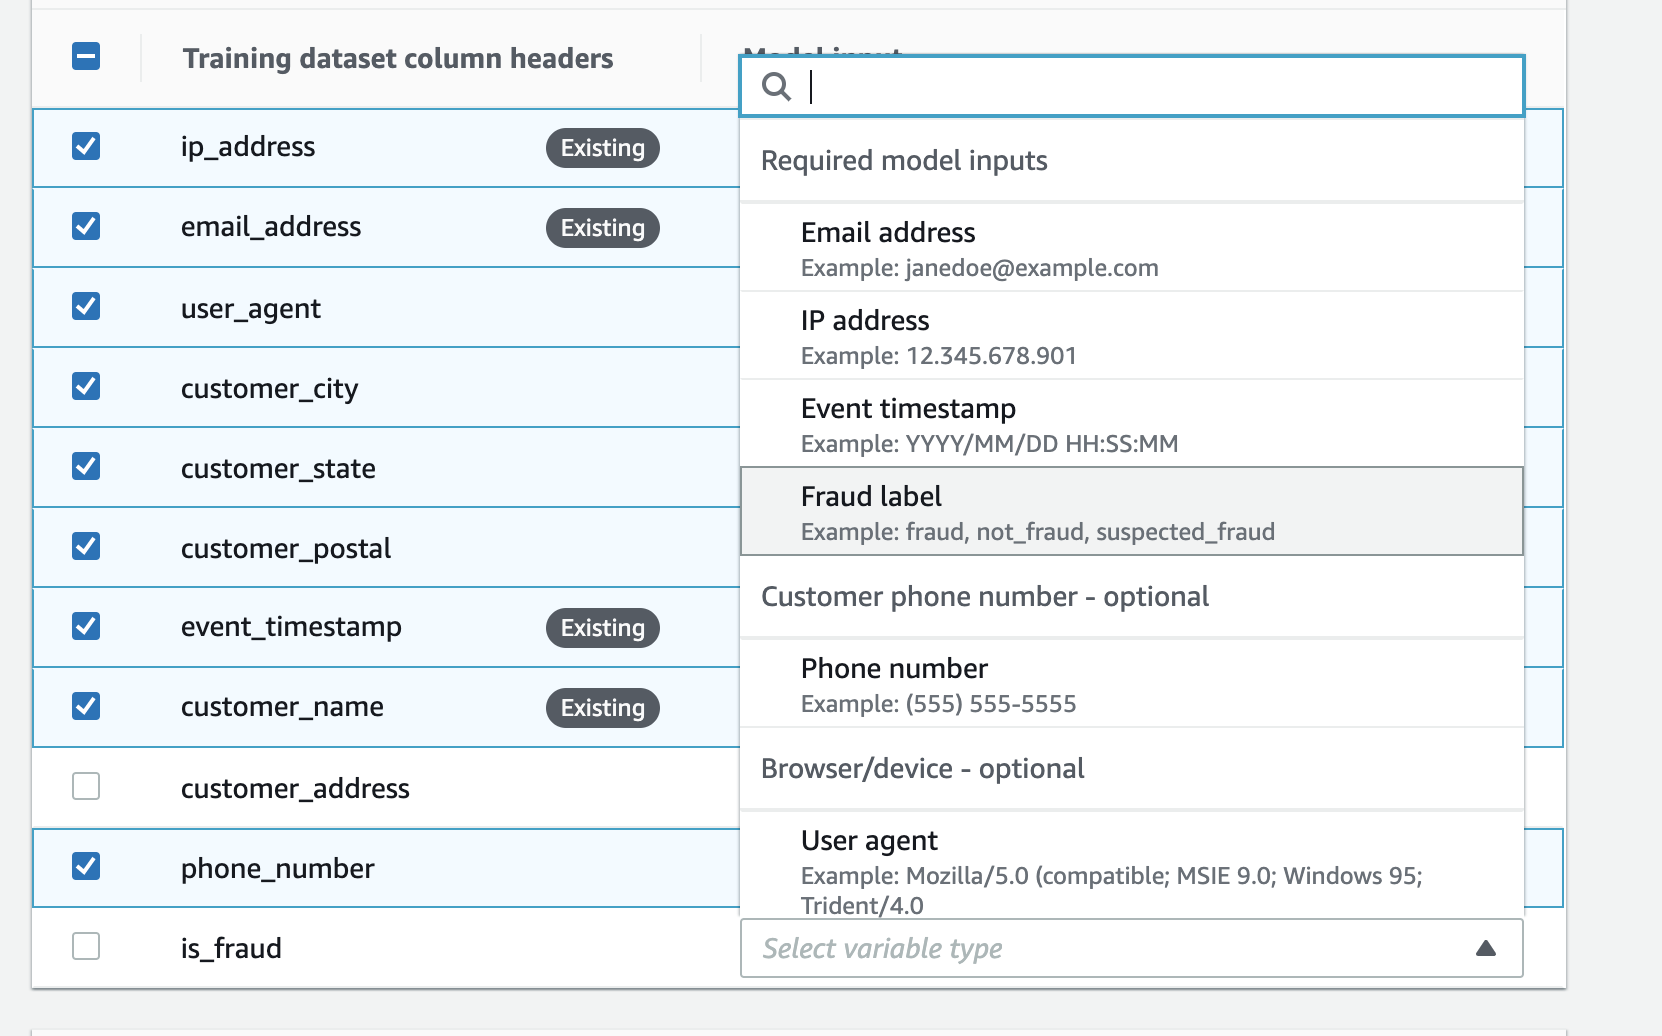 Training dataset column headers
Model input
ip_address Existing
email_address Existing
user_agent
customer_city
customer_state
customer_postal
event_timestamp Existing
customer_name Existing
customer_address
phone_number
is_fraud
Required model inputs
Email address
Example: janedoe@example.com
IP address
Example: 12.345.678.901
Event timestamp
Example: YYYY/MM/DD HH:SS:MM
Fraud label
Example: fraud, not_fraud, suspected_fraud
Customer phone number - optional
Phone number
Example: (555) 555-5555
Browser/device - optional
User agent
Example: Mozilla/5.0 (compatible; MSIE 9.0; Windows 95;
Trident/4.0
Select variable type